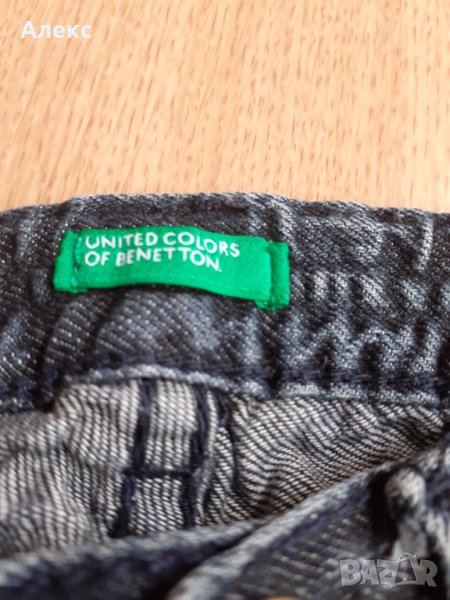 Алекс
UNITED COLORS
OF BENETTON.
BAZAR